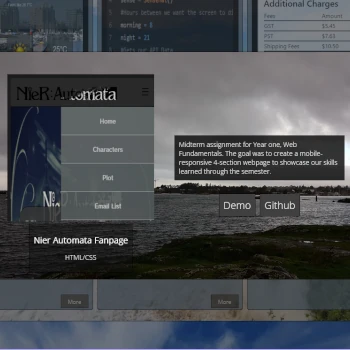 25°C
#Hours between we want the screen to di
morning = 8
night = 21
Additional Charges
Fees Amount
GST $5.45
PST $7.63
Shipping Fees $10.50
NieR:Automata
Home
Characters
Plot
Email List
Nier Automata Fanpage
HTML/CSS
Midterm assignment for Year one, Web
Fundamentals. The goal was to create a mobile-
responsive 4-section webpage to showcase our skills
learned through the semester.
Demo Github
More More